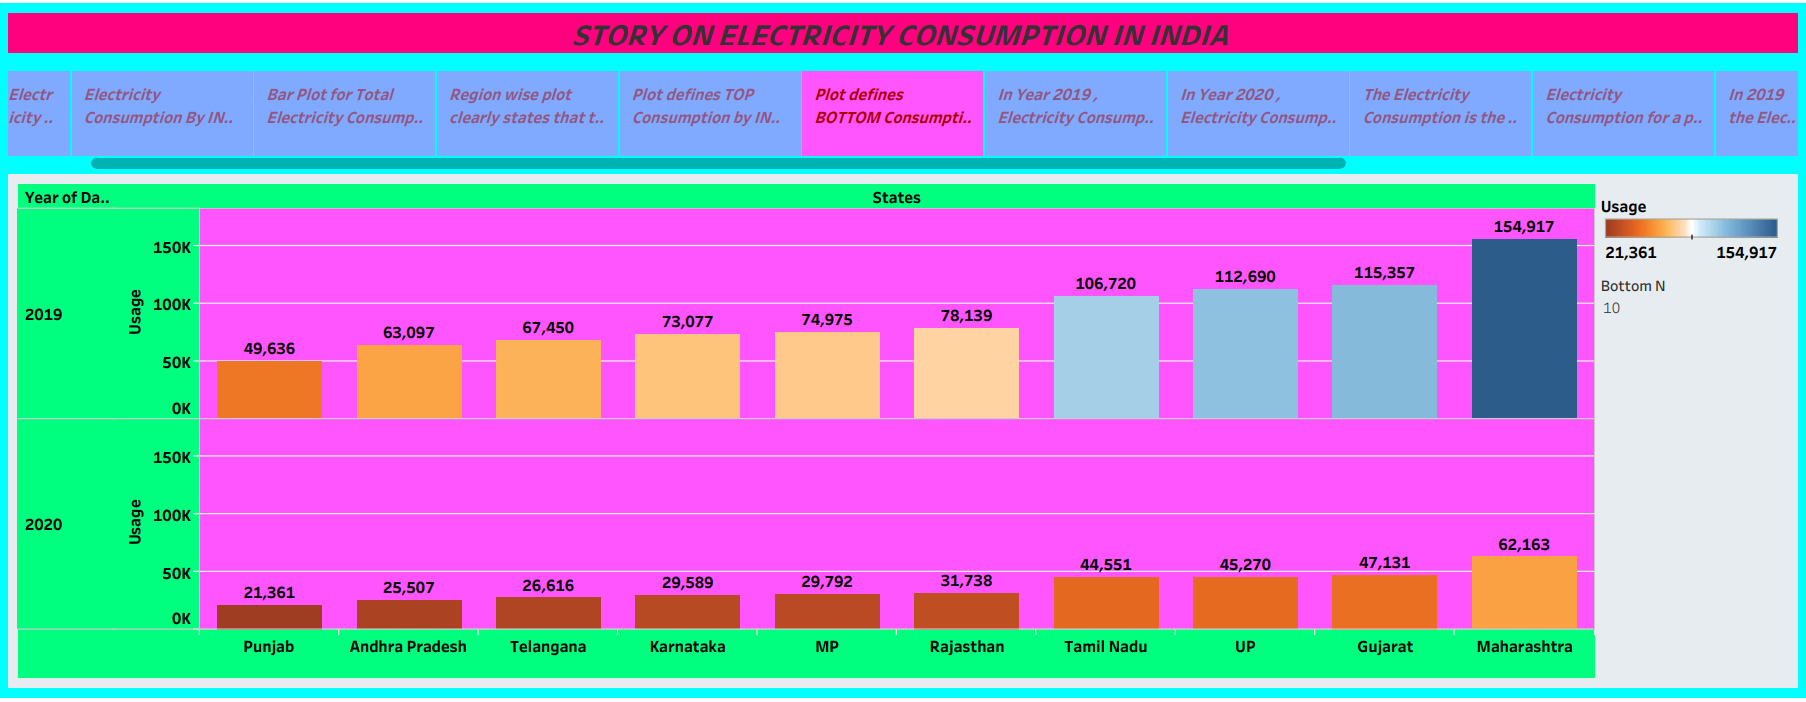 STORY ON ELECTRICITY CONSUMPTION IN INDIA
Electr
icity ..
Electricity
Consumption By IN..
Bar Plot for Total
Electricity Consump..
Region wise plot
clearly states that t..
Plot defines TOP
Consumption by IN..
Plot defines
BOTTOM Consumpti..
In Year 2019 ,
Electricity Consump..
In Year 2020 ,
Electricity Consump..
The Electricity
Consumption is the ..
Electricity
Consumption for a p..
In 2019
the Elec..
Year of Da..
States
2019
Usage
150K
100K
50K
0K
49,636
63,097
67,450
73,077
74,975
78,139
106,720
112,690
115,357
154,917
2020
Usage
150K
100K
50K
0K
21,361
25,507
26,616
29,589
29,792
31,738
44,551
45,270
47,131
62,163
Punjab
Andhra Pradesh
Telangana
Karnataka
MP
Rajasthan
Tamil Nadu
UP
Gujarat
Maharashtra
Usage
21,361
154,917
Bottom N
10